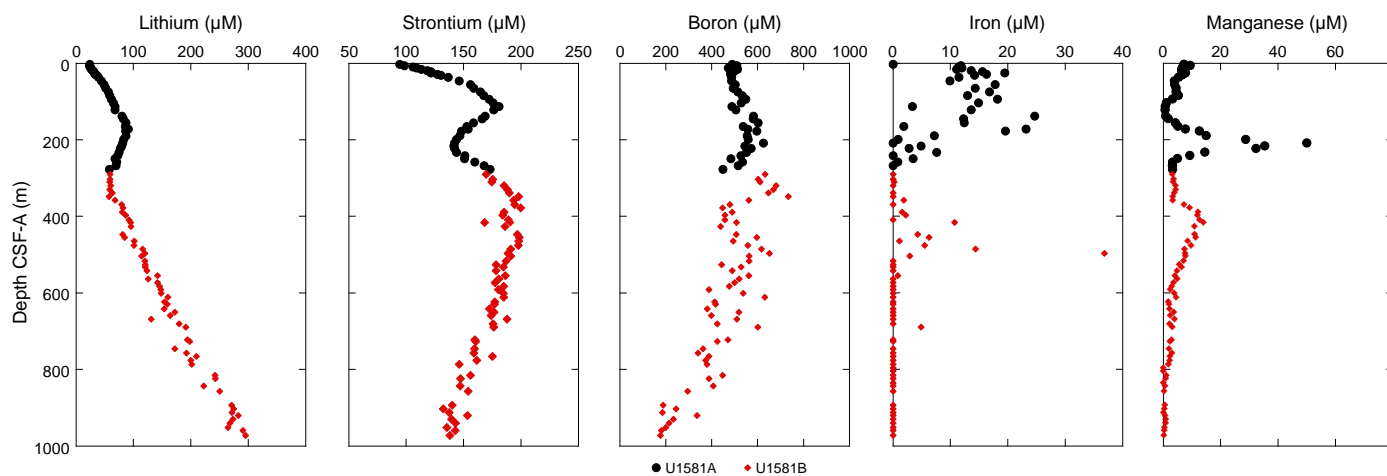 Lithium (µM)
Strontium (µM)
Boron (µM)
Iron (µM)
Manganese (µM)
0 100 200 300 400
50 100 150 200 250
0 200 400 600 800 1000
0 10 20 30 40
0 20 40 60
Depth CSF-A (m)
0
200
400
600
800
1000
U1581A
U1581B